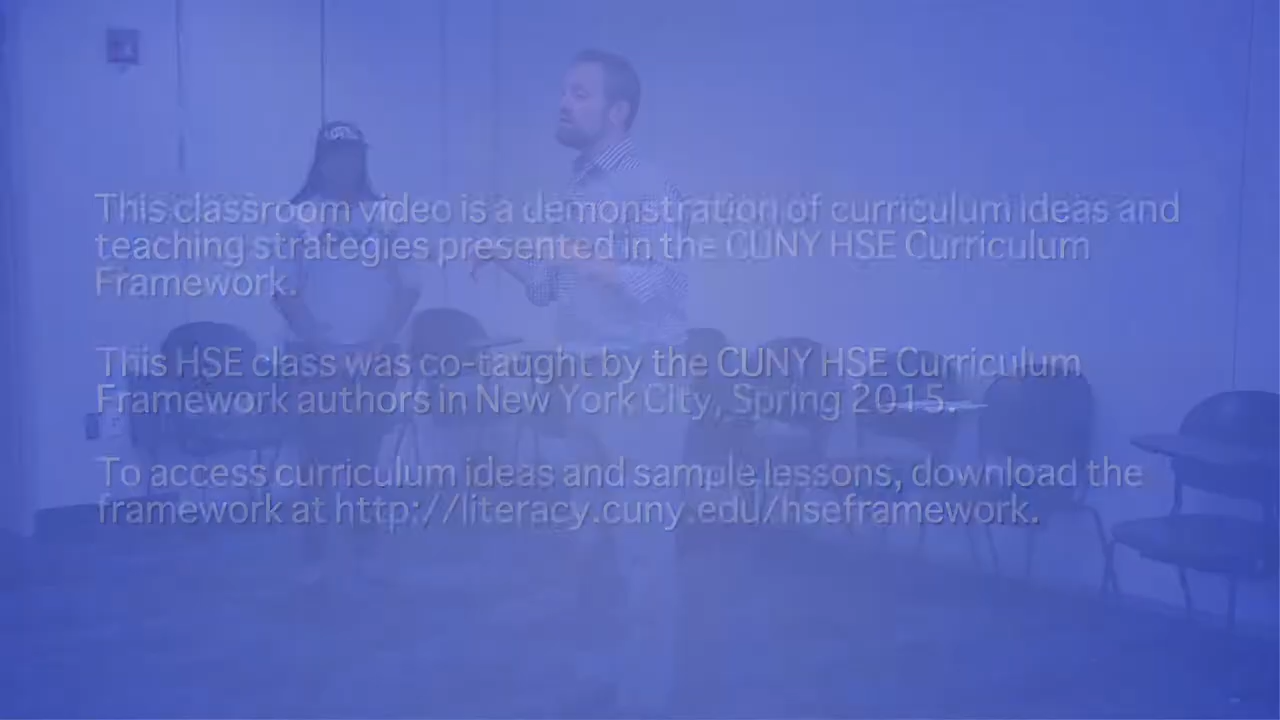 This classroom video is a demonstration of curriculum ideas and
teaching strategies presented in the CUNY HSE Curriculum
Framework.
This HSE class was co-taught by the CUNY HSE Curriculum
Framework authors in New York City, Spring 2015.
To access curriculum ideas and sample lessons, download the
framework at http://literacy.cuny.edu/hseframework.